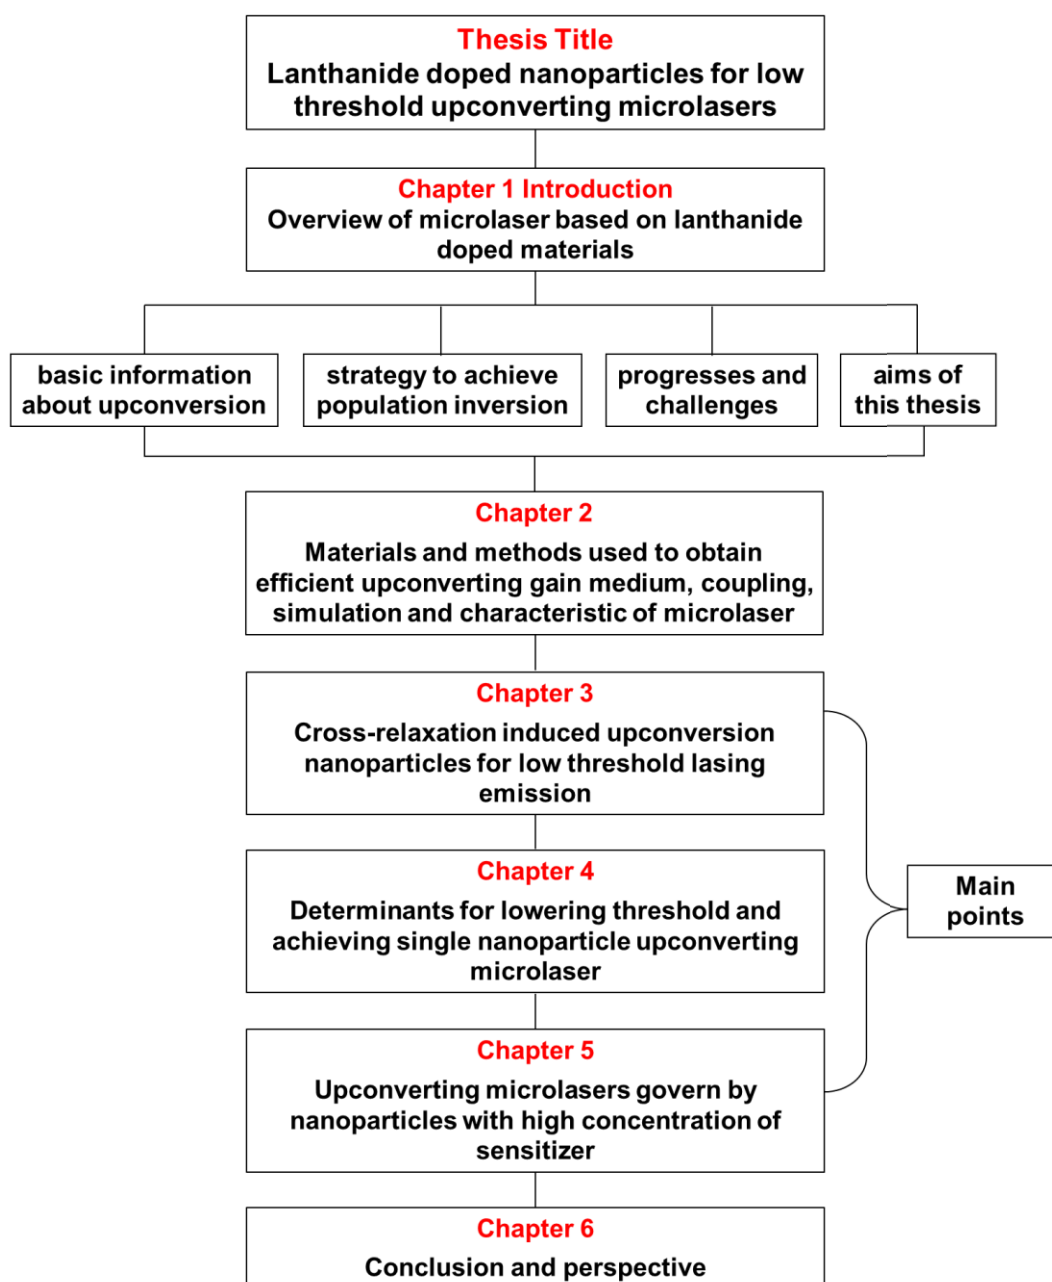 Thesis Title
Lanthanide doped nanoparticles for low
threshold upconverting microlasers
Chapter 1 Introduction
Overview of microlaser based on lanthanide
doped materials
basic information
about upconversion
strategy to achieve
population inversion
progresses and
challenges
aims of
this thesis
Chapter 2
Materials and methods used to obtain
efficient upconverting gain medium, coupling,
simulation and characteristic of microlaser
Chapter 3
Cross-relaxation induced upconversion
nanoparticles for low threshold lasing
emission
Chapter 4
Determinants for lowering threshold and
achieving single nanoparticle upconverting
microlaser
Main
points
Chapter 5
Upconverting microlasers govern by
nanoparticles with high concentration of
sensitizer
Chapter 6
Conclusion and perspective